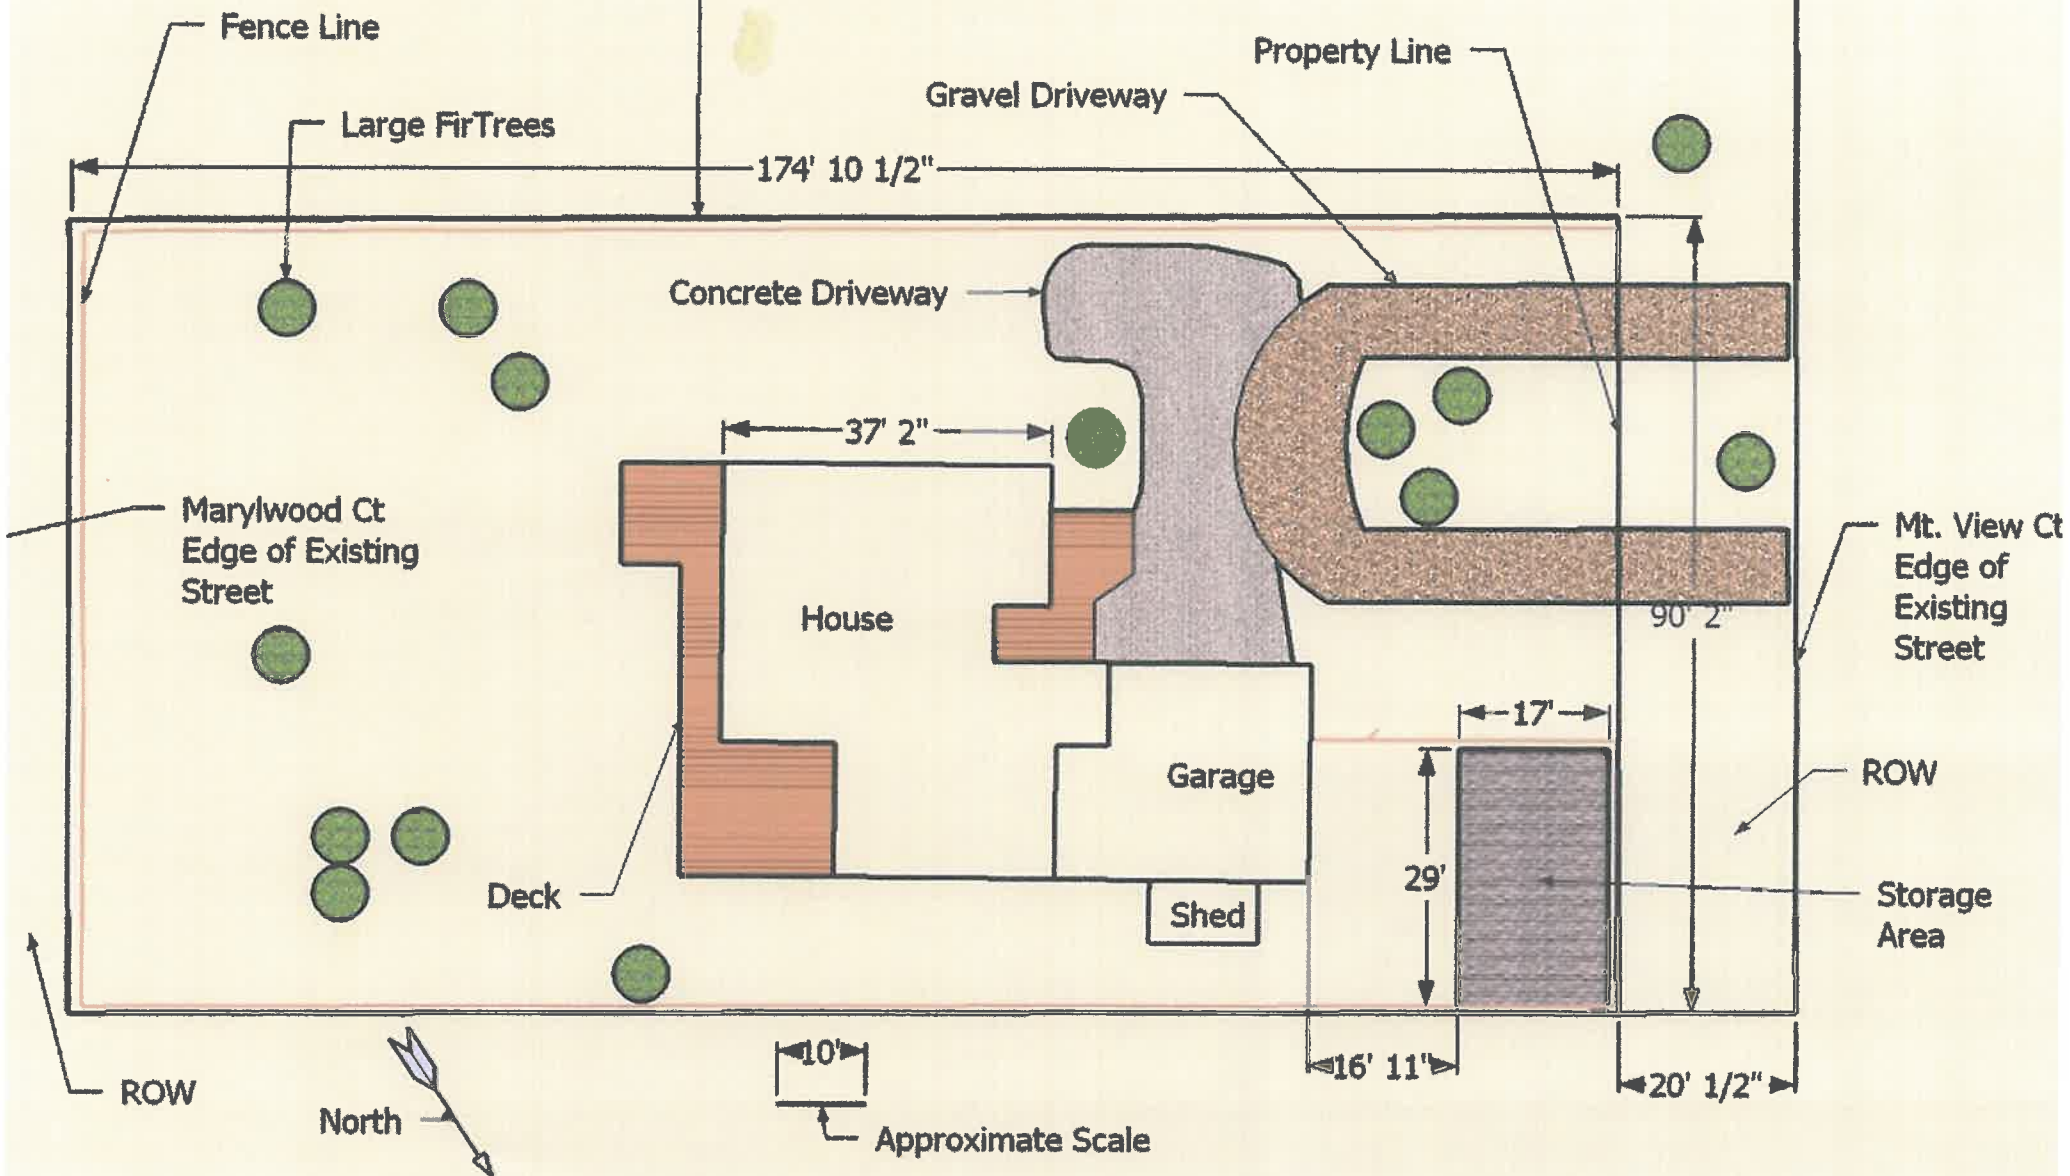 Fence Line
Property Line
Gravel Driveway
Large FirTrees
174' 10 1/2"
Concrete Driveway
37' 2"
Marylwood Ct
Edge of Existing
Street
Mt. View Ct
Edge of
Existing
Street
House
90' 2"
17'
Garage
ROW
29'
Deck
Shed
Storage
Area
10'
16' 11"
20' 1/2"
ROW
North
Approximate Scale